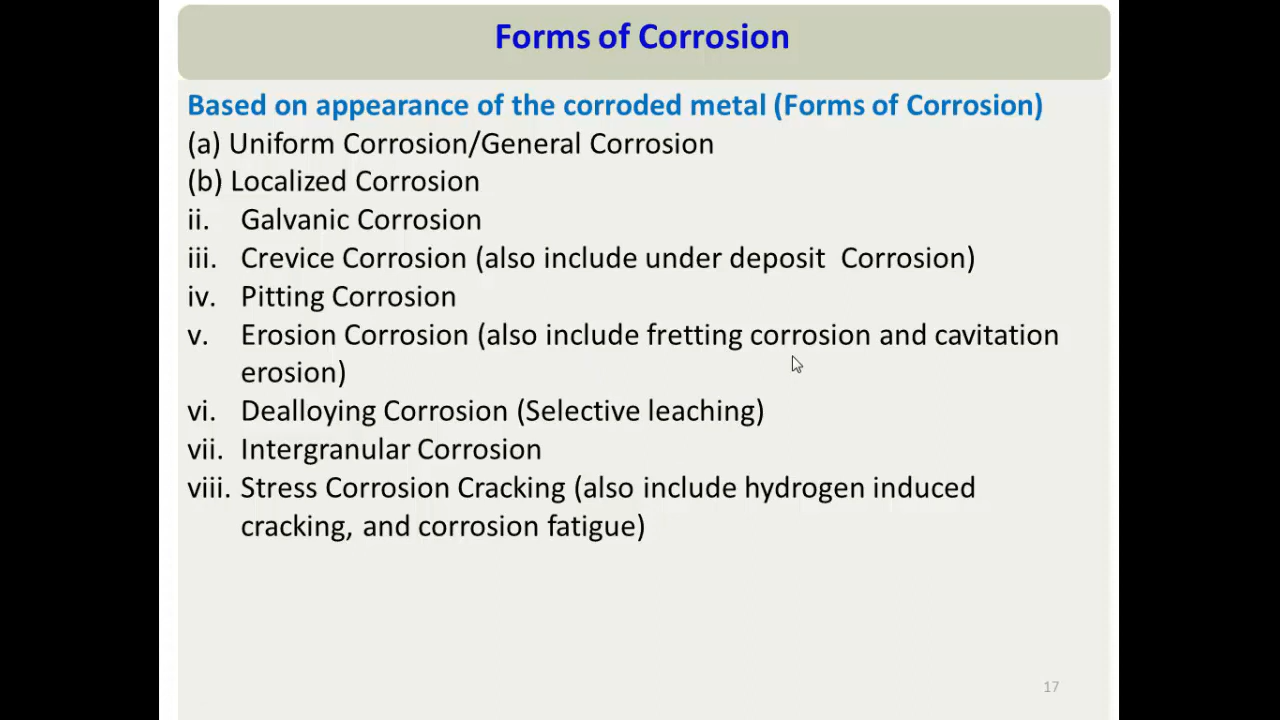 Forms of Corrosion
Based on appearance of the corroded metal (Forms of Corrosion)
(a) Uniform Corrosion/General Corrosion
(b) Localized Corrosion
ii. Galvanic Corrosion
iii. Crevice Corrosion (also include under deposit Corrosion)
iv. Pitting Corrosion
v. Erosion Corrosion (also include fretting corrosion and cavitation
erosion)
vi. Dealloying Corrosion (Selective leaching)
vii. Intergranular Corrosion
viii. Stress Corrosion Cracking (also include hydrogen induced
cracking, and corrosion fatigue)
17